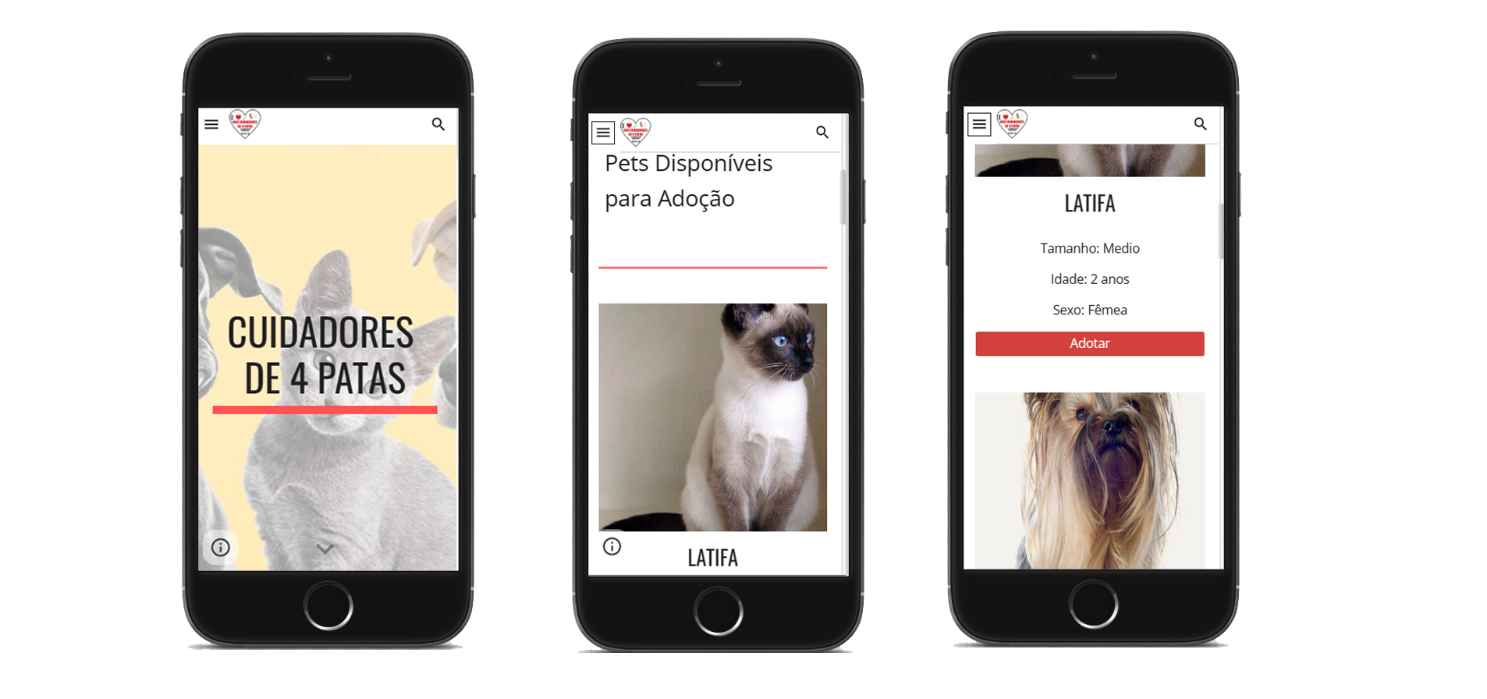 CUIDADORES
DE 4 PATAS
Pets Disponíveis
para Adoção
LATIFA
LATIFA
Tamanho: Medio
Idade: 2 anos
Sexo: Fêmea
Adotar